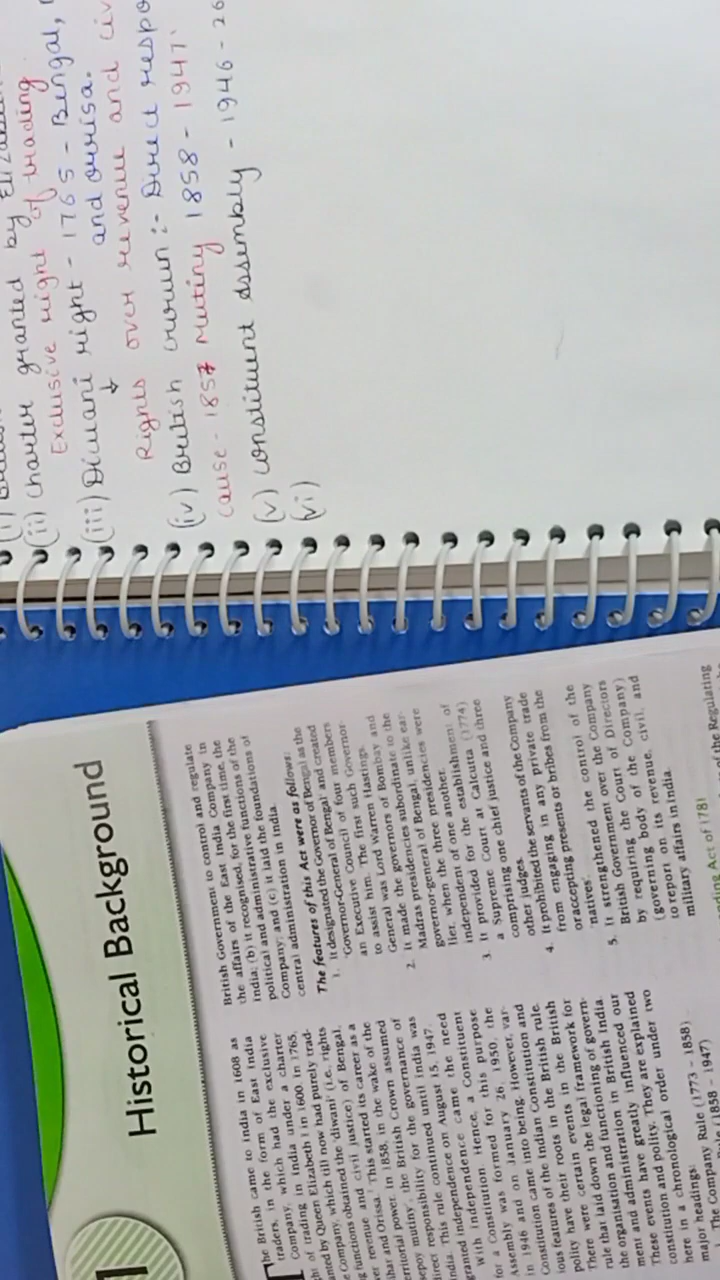 (ii) charter granted by
Exclusive right of trading
(iii) Diwani right - 1765 - Bengal,
and ourisa.
Rights over revenue and
(iv) British crown :- Direct
cause - 1857 Mutiny 1858 - 1947
(v) constituent assembly - 1946 - 26
(vi)
1
Historical Background
The British came to India in 1608 as
traders, in the form of East India
Company, which had the exclusive
of trading in India under a charter
by Queen Elizabeth I in 1600. In 1765,
Company, which till now had purely
functions obtained the 'diwani' (i.e., rights
revenue and civil justice) of Bengal,
and Orissa. This started its career as a
power. In 1858, in the wake of the
mutiny', the British Crown assumed
responsibility for the governance of
This rule continued until India was
independence on August 15, 1947.
With Independence came the need
for a Constitution. Hence, a Constituent
Assembly was formed for this purpose
in 1946 and on January 26, 1950, the
Constitution came into being. However, var-
ious features of the Indian Constitution and
polity have their roots in the British rule.
There were certain events in the British
rule that laid down the legal framework for
the organisation and functioning of govern-
ment and administration in British India.
These events have greatly influenced our
constitution and polity. They are explained
here in a chronological order under two
major headings:
The Company Rule (1773 – 1858)
Rule (1858 – 1947)
British Government to control and regulate
the affairs of the East India Company in
India; (b) it recognised, for the first time, the
political and administrative functions of the
Company; and (c) it laid the foundations of
central administration in India.
The features of this Act were as follows:
1. It designated the Governor of Bengal as the
'Governor-General of Bengal' and created
an Executive Council of four members
to assist him. The first such Governor-
General was Lord Warren Hastings.
2. It made the governors of Bombay and
Madras presidencies subordinate to the
governor-general of Bengal, unlike ear-
lier, when the three presidencies were
independent of one another.
3. It provided for the establishment of
a Supreme Court at Calcutta (1774)
comprising one chief justice and three
other judges.
4. It prohibited the servants of the Company
from engaging in any private trade
or accepting presents or bribes from the
'natives'.
5. It strengthened the control of the
British Government over the Company
by requiring the Court of Directors
(governing body of the Company)
to report on its revenue, civil, and
military affairs in India.
Act of 1781
of the Regulating